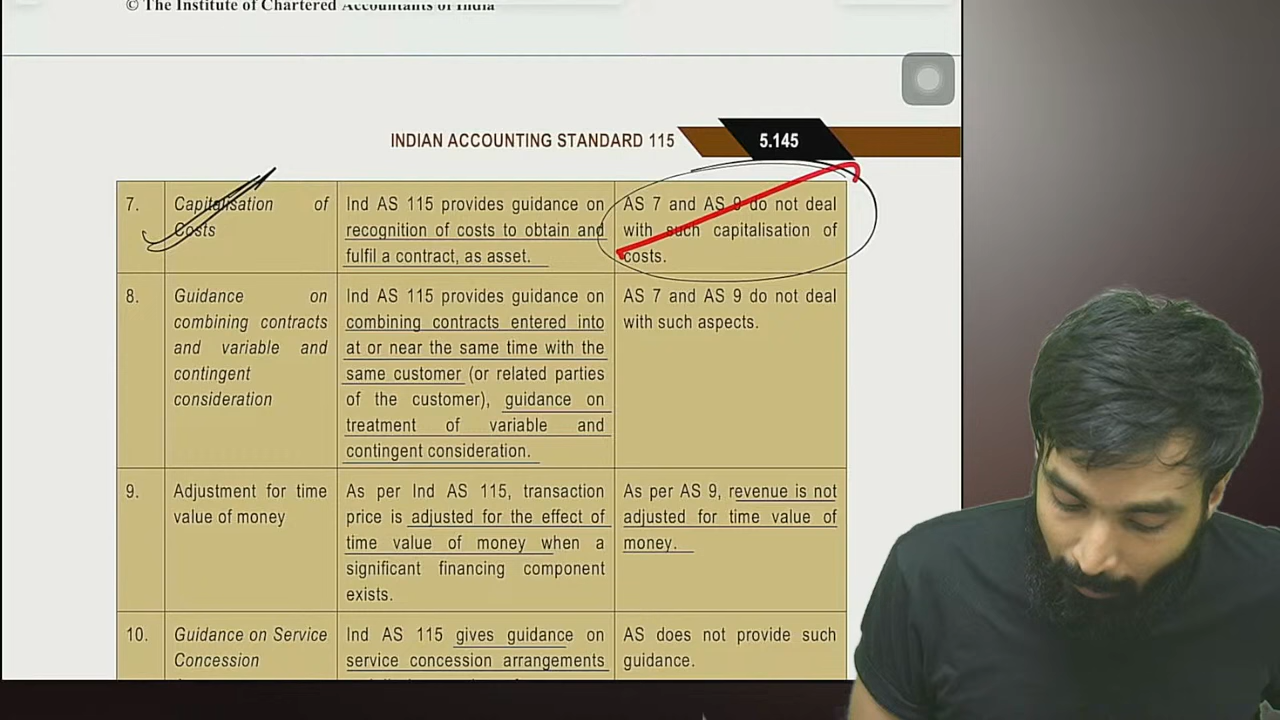 © The Institute of Chartered Accountants of India
INDIAN ACCOUNTING STANDARD 115
5.145
7.
Capitalisation of
Costs
Ind AS 115 provides guidance on
recognition of costs to obtain and
fulfil a contract, as asset.
AS 7 and AS 9 do not deal
with such capitalisation of
costs.
8.
Guidance on
combining contracts
and variable and
contingent
consideration
Ind AS 115 provides guidance on
combining contracts entered into
at or near the same time with the
same customer (or related parties
of the customer), guidance on
treatment of variable and
contingent consideration.
AS 7 and AS 9 do not deal
with such aspects.
9.
Adjustment for time
value of money
As per Ind AS 115, transaction
price is adjusted for the effect of
time value of money when a
significant financing component
exists.
As per AS 9, revenue is not
adjusted for time value of
money.
10.
Guidance on Service
Concession
Ind AS 115 gives guidance on
service concession arrangements
AS does not provide such
guidance.